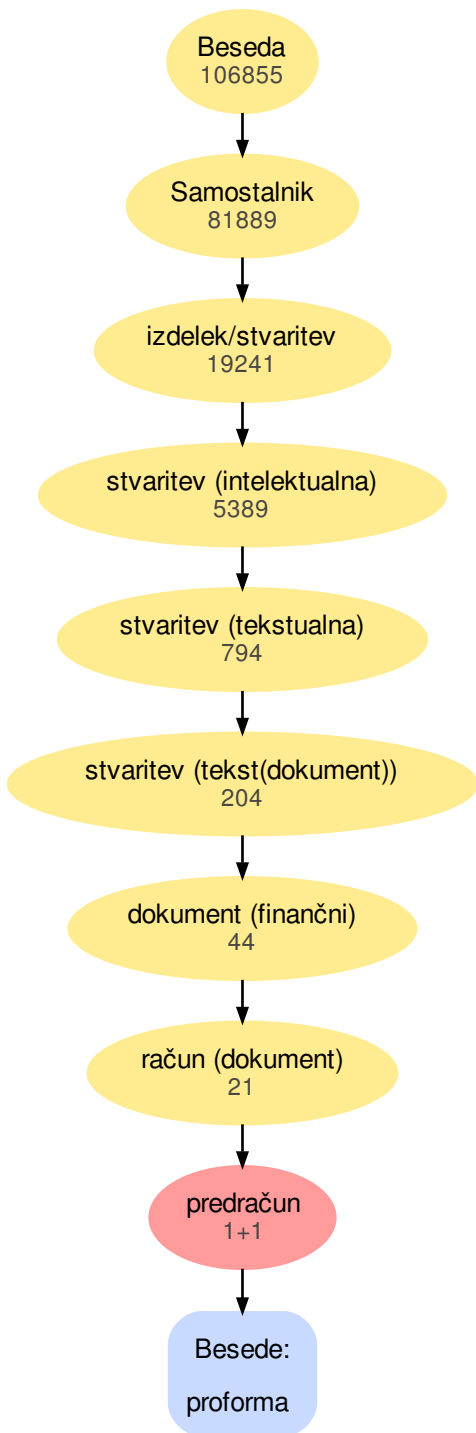 Beseda
106855
Samostalnik
81889
izdelek/stvaritev
19241
stvaritev (intelektualna)
5389
stvaritev (tekstualna)
794
stvaritev (tekst(dokument))
204
dokument (finančni)
44
račun (dokument)
21
predračun
1+1
Besede:
proforma